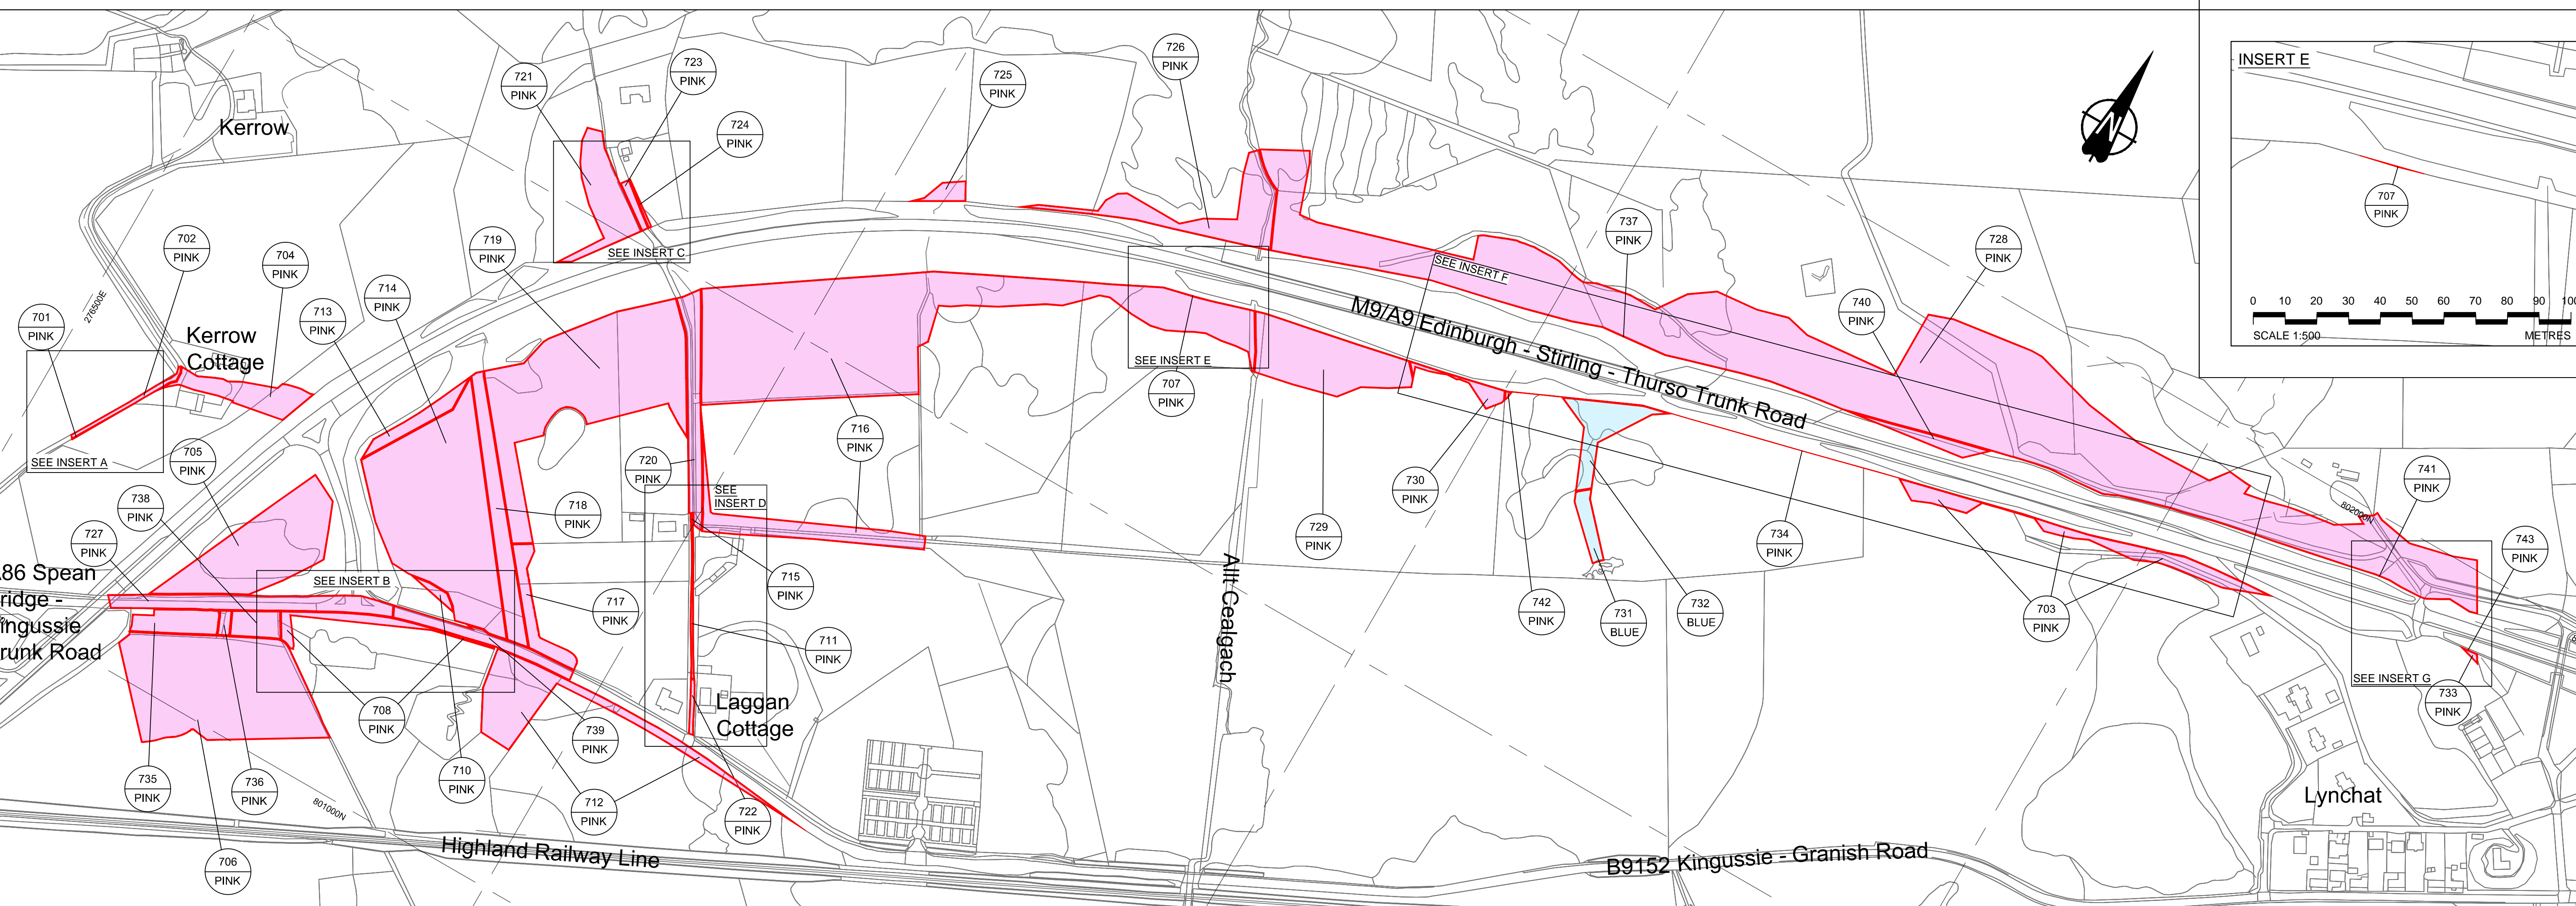 INSERT E
707
PINK
0 10 20 30 40 50 60 70 80 90 100
SCALE 1:500
METRES
N
726
PINK
723
PINK
721
PINK
725
PINK
724
PINK
Kerrow
702
PINK
704
PINK
719
PINK
SEE INSERT C
737
PINK
728
PINK
SEE INSERT F
276500E
714
PINK
713
PINK
701
PINK
Kerrow
Cottage
M9/A9 Edinburgh - Stirling - Thurso Trunk Road
740
PINK
SEE INSERT E
707
PINK
716
PINK
SEE INSERT A
705
PINK
720
PINK
SEE
INSERT D
730
PINK
741
PINK
802000N
738
PINK
718
PINK
729
PINK
734
PINK
727
PINK
743
PINK
A86 Spean
ridge -
ingussie
runk Road
SEE INSERT B
715
PINK
717
PINK
742
PINK
731
BLUE
732
BLUE
703
PINK
Allt Cealgach
711
PINK
SEE INSERT G
733
PINK
708
PINK
739
PINK
Laggan
Cottage
735
PINK
736
PINK
710
PINK
712
PINK
722
PINK
801000N
Lynchat
706
PINK
Highland Railway Line
B9152 Kingussie - Granish Road